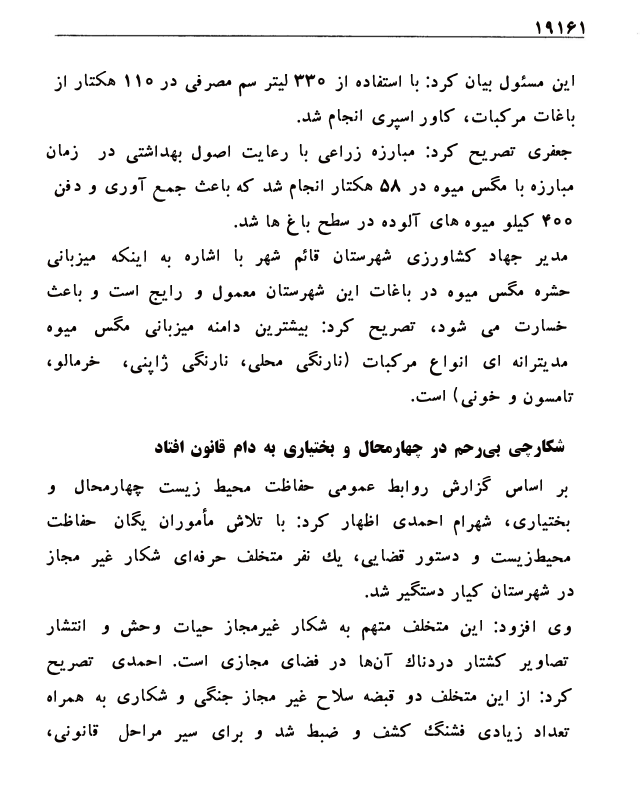 ۱۹۱۶۱
این مسئول بیان کرد: با استفاده از ۳۳۰ لیتر سم مصرفی در ۱۱۰ هکتار از
باغات مرکبات، کاور اسپری انجام شد.
جعفری تصریح کرد: مبارزه زراعی با رعایت اصول بهداشتی در زمان
مبارزه با مگس میوه در ۵۸ هکتار انجام شد که باعث جمع آوری و دفن
۴۰۰ کیلو میوه های آلوده در سطح باغ ها شد.
مدیر جهاد کشاورزی شهرستان قائم شهر با اشاره به اینکه میزبانی
حشره مگس میوه در باغات این شهرستان معمول و رایج است و باعث
خسارت می شود، تصریح کرد: بیشترین دامنه میزبانی مگس میوه
مدیترانه ای انواع مرکبات (نارنگی محلی، نارنگی ژاپنی، خرمالو،
تامسون و خونی) است.
شکارچی بی‌رحم در چهارمحال و بختیاری به دام قانون افتاد
بر اساس گزارش روابط عمومی حفاظت محیط زیست چهارمحال و
بختیاری، شهرام احمدی اظهار کرد: با تلاش مأموران یگان حفاظت
محیط‌زیست و دستور قضایی، یك نفر متخلف حرفه‌ای شکار غیر مجاز
در شهرستان کیار دستگیر شد.
وی افزود: این متخلف متهم به شکار غیرمجاز حیات وحش و انتشار
تصاویر کشتار دردناك آن‌ها در فضای مجازی است. احمدی تصریح
کرد: از این متخلف دو قبضه سلاح غیر مجاز جنگی و شکاری به همراه
تعداد زیادی فشنگ کشف و ضبط شد و برای سیر مراحل قانونی،